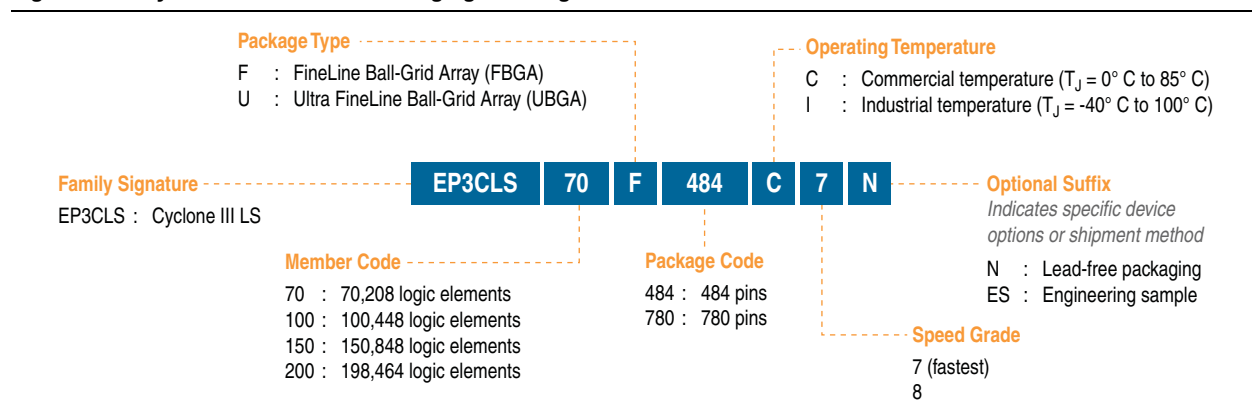 Package Type
F : FineLine Ball-Grid Array (FBGA)
U : Ultra FineLine Ball-Grid Array (UBGA)
Operating Temperature
C : Commercial temperature (TJ = 0° C to 85° C)
I : Industrial temperature (TJ = -40° C to 100° C)
Family Signature
EP3CLS : Cyclone III LS
EP3CLS 70 F 484 C 7 N
Optional Suffix
Indicates specific device
options or shipment method
N : Lead-free packaging
ES : Engineering sample
Member Code
70 : 70,208 logic elements
100 : 100,448 logic elements
150 : 150,848 logic elements
200 : 198,464 logic elements
Package Code
484 : 484 pins
780 : 780 pins
Speed Grade
7 (fastest)
8